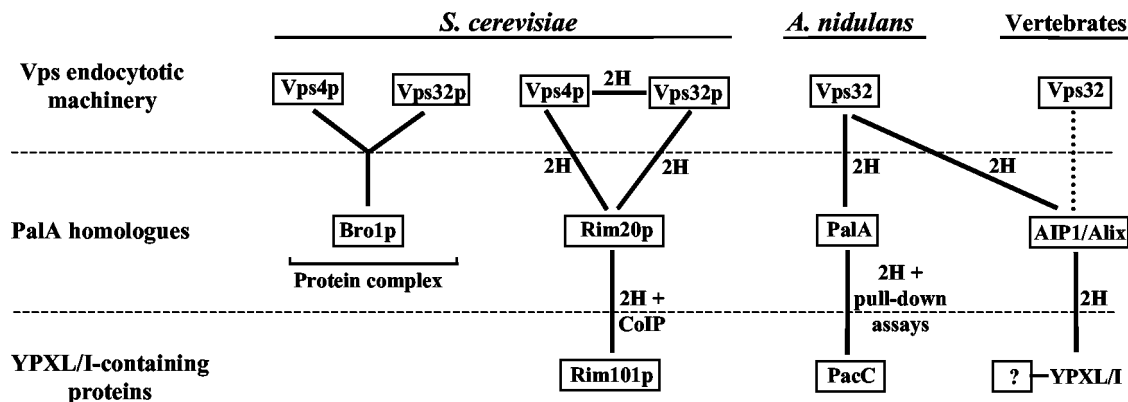 S. cerevisiae
A. nidulans
Vertebrates
Vps endocytotic
machinery
Vps4p
Vps32p
Vps4p
2H
Vps32p
Vps32
Vps32
2H
2H
2H
2H
PalA homologues
Bro1p
Rim20p
PalA
AIP1/Alix
Protein complex
2H +
CoIP
2H +
pull-down
assays
2H
YPXL/I-containing
proteins
Rim101p
PacC
?
YPXL/I